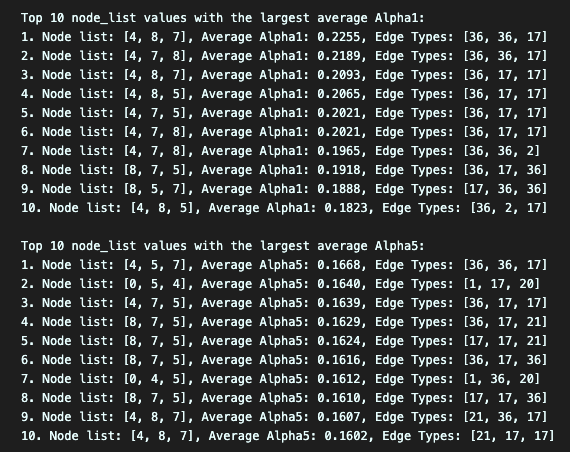 Top 10 node_list values with the largest average Alpha1:
1. Node list: [4, 8, 7], Average Alpha1: 0.2255, Edge Types: [36, 36, 17]
2. Node list: [4, 7, 8], Average Alpha1: 0.2189, Edge Types: [36, 36, 17]
3. Node list: [4, 8, 7], Average Alpha1: 0.2093, Edge Types: [36, 17, 17]
4. Node list: [4, 8, 5], Average Alpha1: 0.2065, Edge Types: [36, 17, 17]
5. Node list: [4, 7, 5], Average Alpha1: 0.2021, Edge Types: [36, 17, 17]
6. Node list: [4, 7, 8], Average Alpha1: 0.2021, Edge Types: [36, 17, 17]
7. Node list: [4, 7, 8], Average Alpha1: 0.1965, Edge Types: [36, 36, 2]
8. Node list: [8, 7, 5], Average Alpha1: 0.1918, Edge Types: [36, 17, 36]
9. Node list: [8, 5, 7], Average Alpha1: 0.1888, Edge Types: [17, 36, 36]
10. Node list: [4, 8, 5], Average Alpha1: 0.1823, Edge Types: [36, 2, 17]

Top 10 node_list values with the largest average Alpha5:
1. Node list: [4, 5, 7], Average Alpha5: 0.1668, Edge Types: [36, 36, 17]
2. Node list: [0, 5, 4], Average Alpha5: 0.1640, Edge Types: [1, 17, 20]
3. Node list: [4, 7, 5], Average Alpha5: 0.1639, Edge Types: [36, 17, 17]
4. Node list: [8, 7, 5], Average Alpha5: 0.1629, Edge Types: [36, 17, 21]
5. Node list: [8, 7, 5], Average Alpha5: 0.1624, Edge Types: [17, 17, 21]
6. Node list: [8, 7, 5], Average Alpha5: 0.1616, Edge Types: [36, 17, 36]
7. Node list: [0, 4, 5], Average Alpha5: 0.1612, Edge Types: [1, 36, 20]
8. Node list: [8, 7, 5], Average Alpha5: 0.1610, Edge Types: [17, 17, 36]
9. Node list: [4, 8, 7], Average Alpha5: 0.1607, Edge Types: [21, 36, 17]
10. Node list: [4, 8, 7], Average Alpha5: 0.1602, Edge Types: [21, 17, 17]